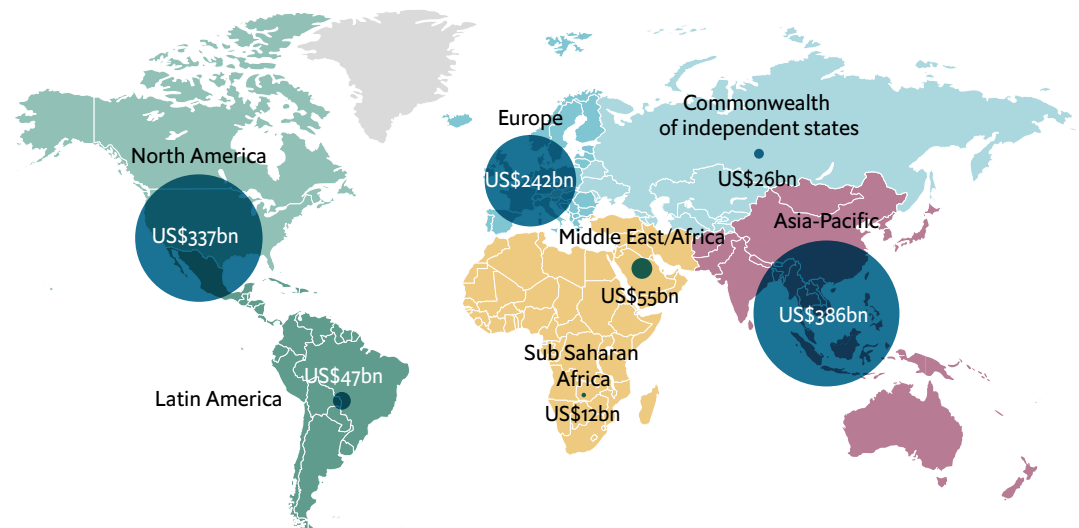 North America
US$337bn
Europe
US$242bn
Commonwealth
of independent states
US$26bn
Asia-Pacific
US$386bn
Middle East/Africa
US$55bn
Sub Saharan
Africa
US$12bn
Latin America
US$47bn